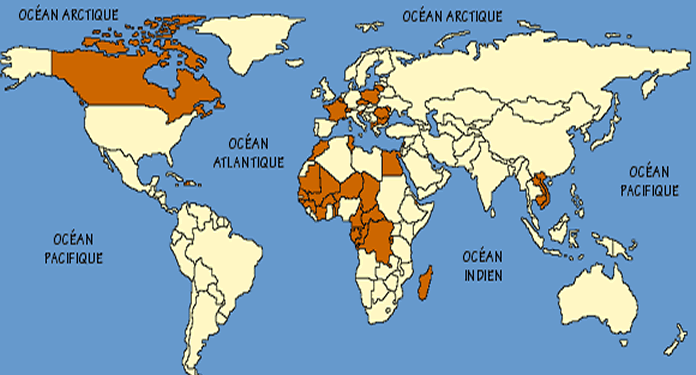 OCÉAN ARCTIQUE
OCÉAN ARCTIQUE
OCÉAN
ATLANTIQUE
OCÉAN
PACIFIQUE
OCÉAN
PACIFIQUE
OCÉAN
INDIEN